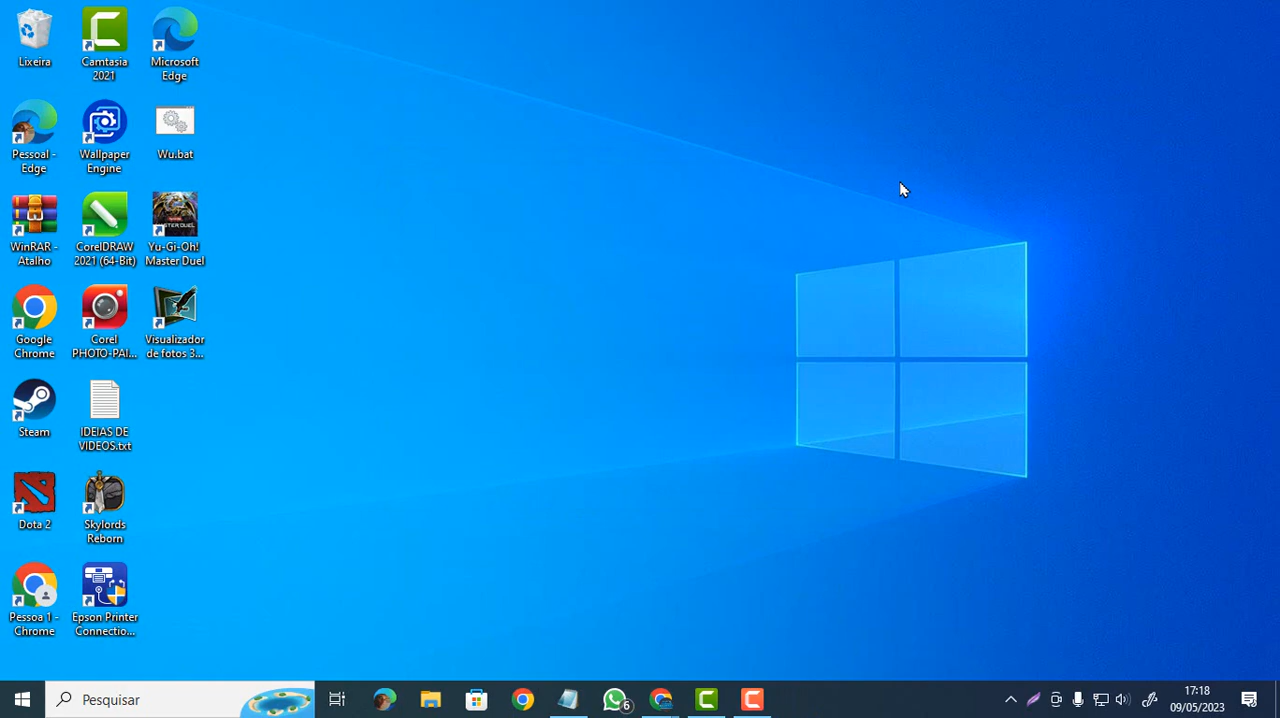 Lixeira
Camtasia
2021
Microsoft
Edge
Pessoal -
Edge
Wallpaper
Engine
Wu.bat
WinRAR -
Atalho
CorelDRAW
2021 (64-Bit)
Yu-Gi-Oh!
Master Duel
Google
Chrome
Corel
PHOTO-PAI...
Visualizador
de fotos 3...
Steam
IDEIAS DE
VIDEOS.txt
Dota 2
Skylords
Reborn
Pessoa 1 -
Chrome
Epson Printer
Connectio...
Pesquisar
6
17:18
09/05/2023